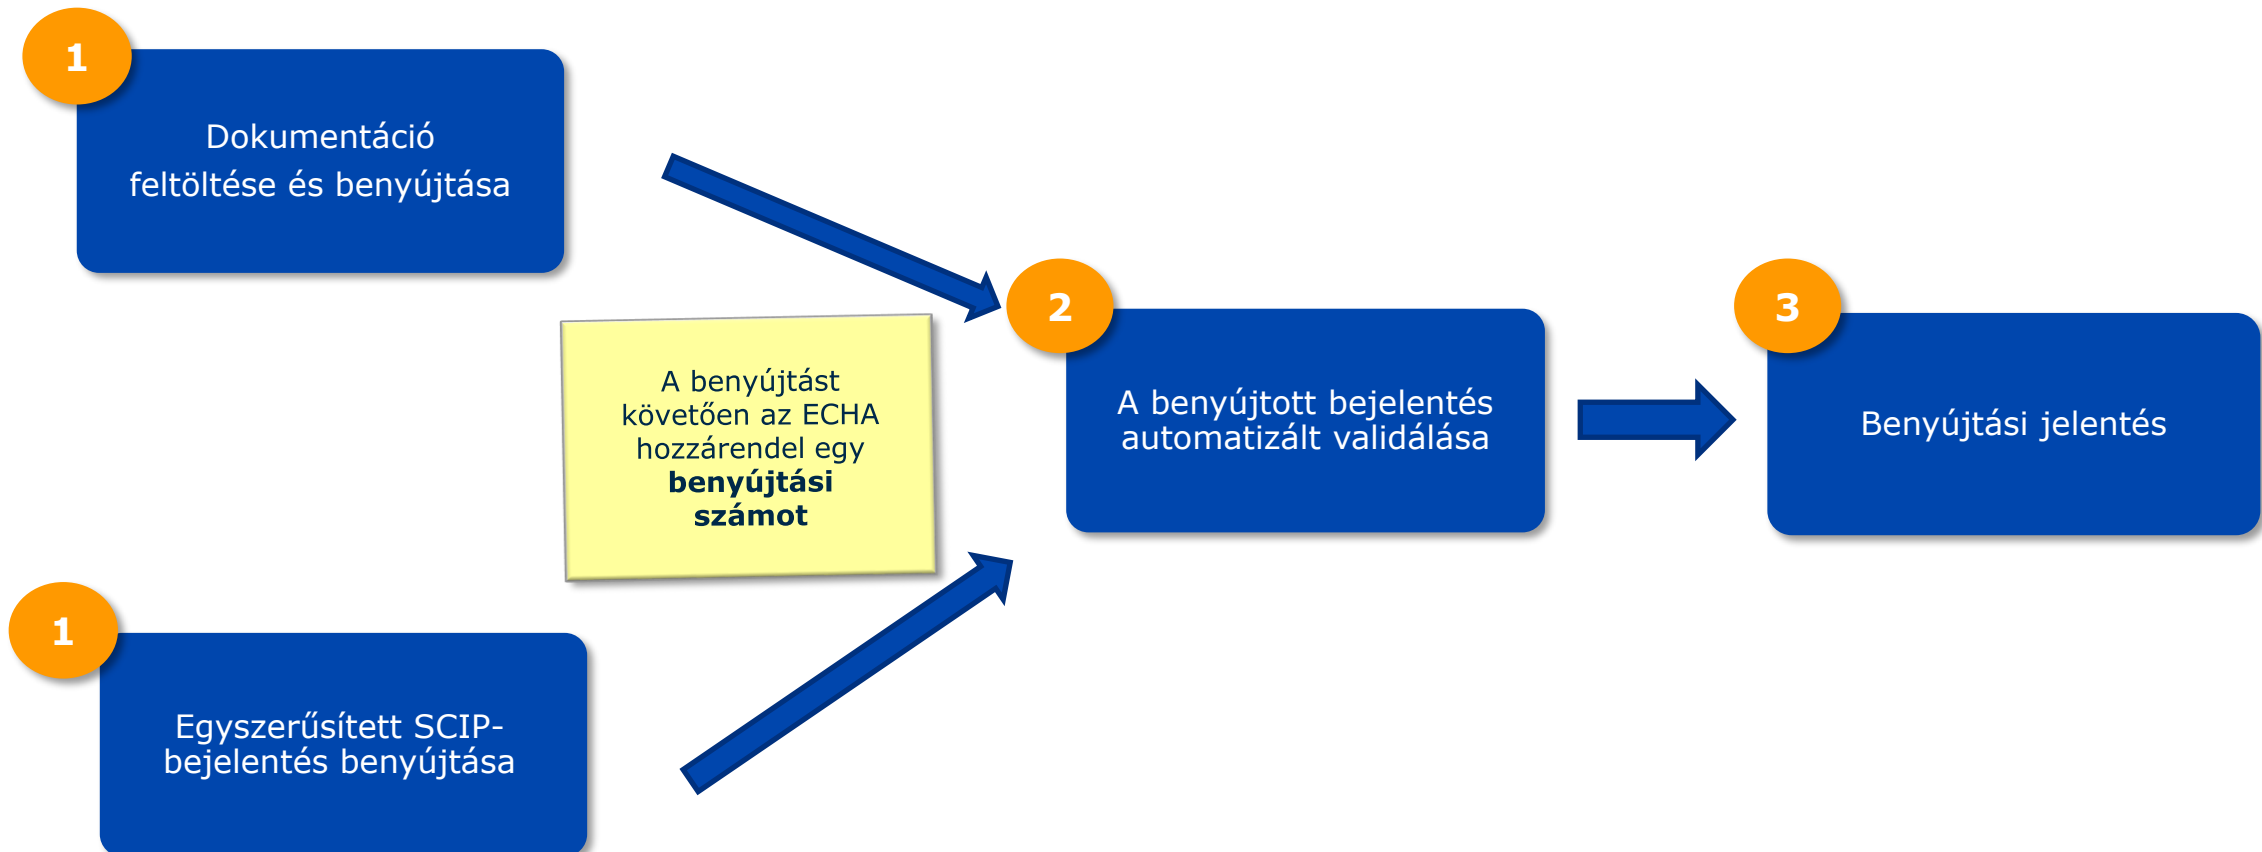 1
Dokumentáció
feltöltése és benyújtása
A benyújtást
követően az ECHA
hozzárendel egy
benyújtási
számot
1
Egyszerűsített SCIP-
bejelentés benyújtása
2
A benyújtott bejelentés
automatizált validálása
3
Benyújtási jelentés